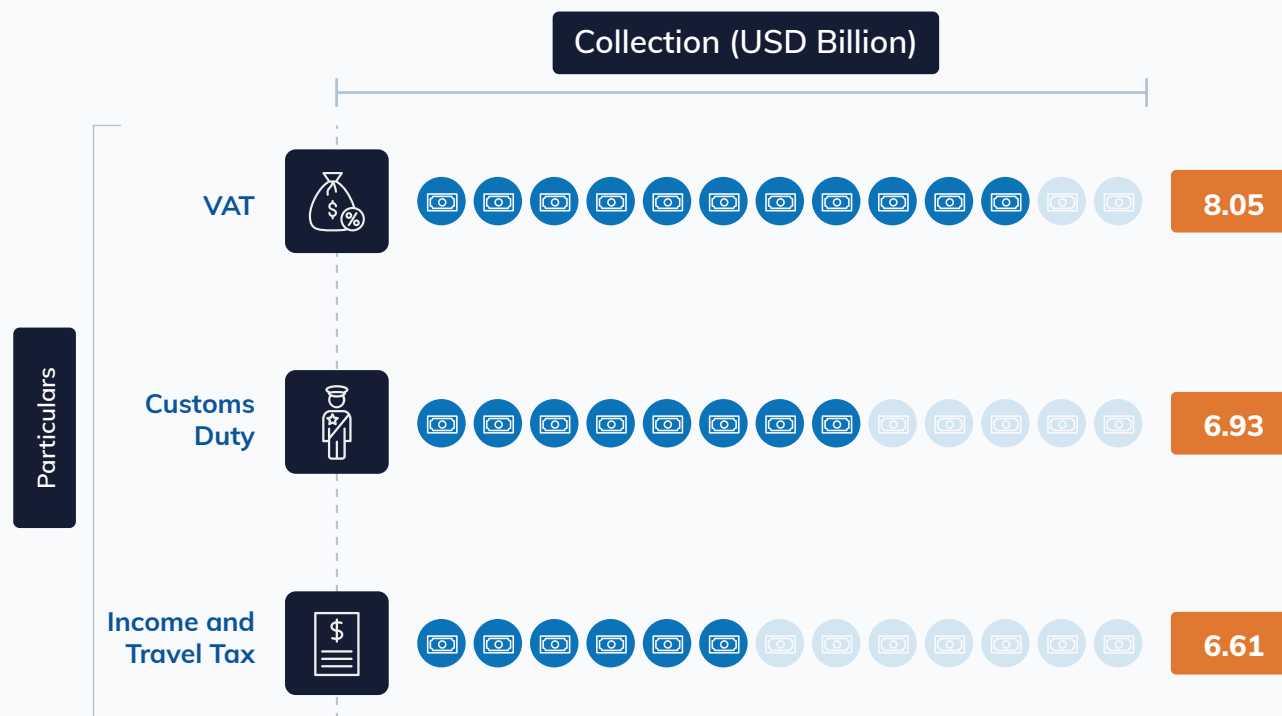 Collection (USD Billion)
Particulars
VAT
$
%
8.05
Customs
Duty
6.93
Income and
Travel Tax
$
6.61